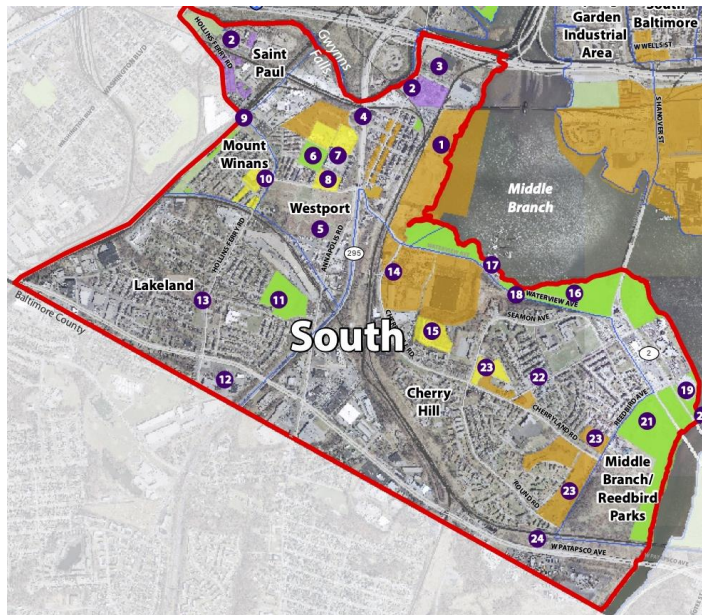 Garden
Industrial
Area
South
Baltimore
W WELLS ST
S HANOVER ST
HOLLINS FERRY RD
2
Saint
Paul
Gwynns
Falls
3
2
9
4
1
Mount
Winans
6
7
10
8
Middle
Branch
Westport
5
HOLLINS FERRY RD
ANNAPOLIS RD
295
17
14
Lakeland
13
11
18
WATERVIEW AVE
16
SEAMON AVE
Baltimore County
South
15
2
12
23
22
Cherry
Hill
CHERRYLAND RD
REEDBIRD AVE
19
21
23
ROUND RD
23
Middle
Branch/
Reedbird
Parks
24
W PATAPSCO AVE